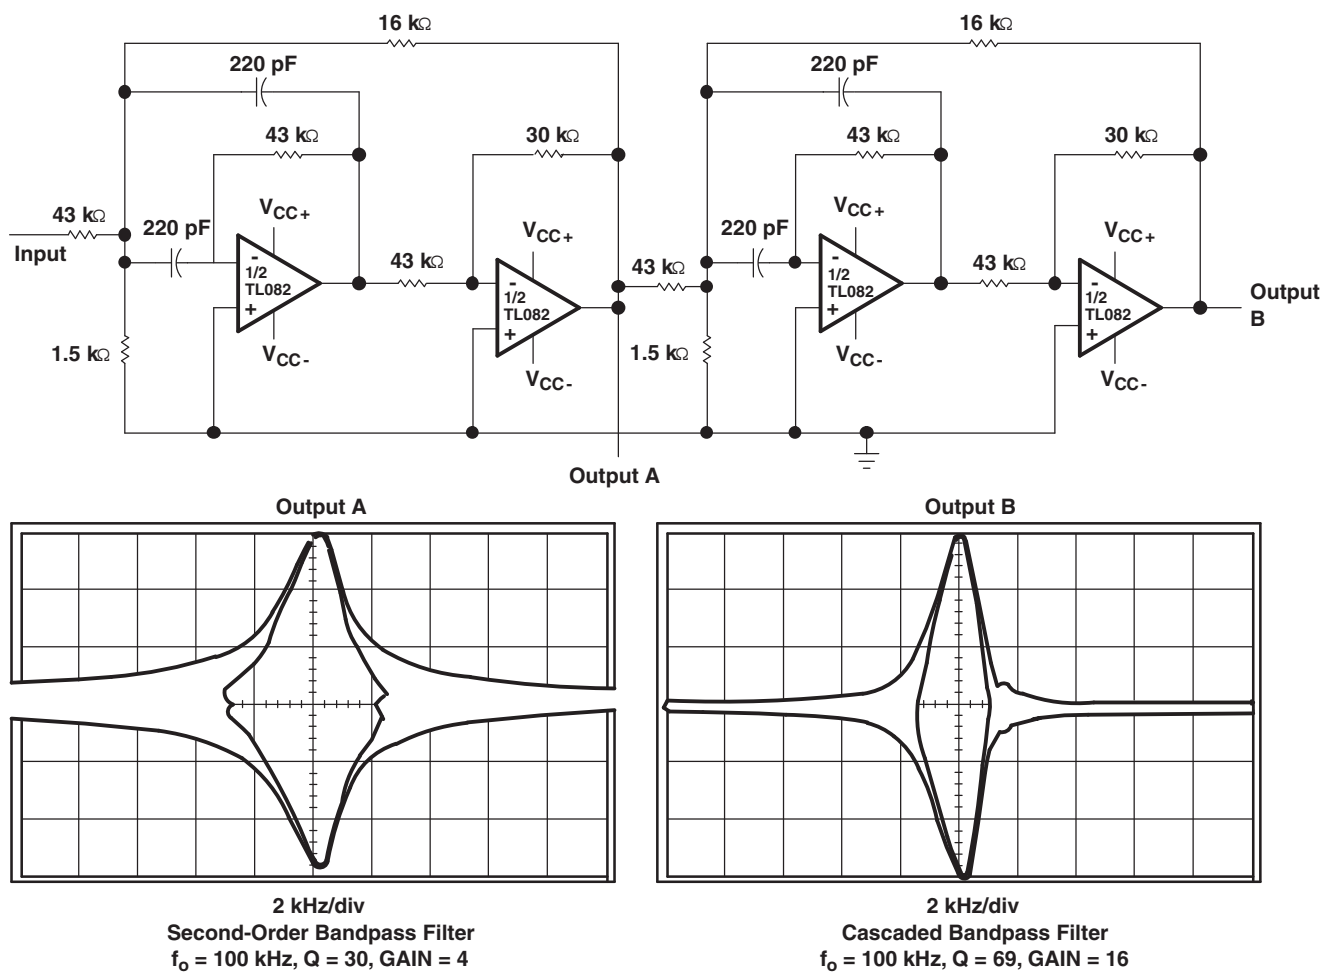 16 kΩ
16 kΩ
220 pF
220 pF
43 kΩ
30 kΩ
43 kΩ
30 kΩ
43 kΩ
Input
220 pF
VCC+
-
1/2
TL082
+
VCC-
43 kΩ
VCC+
-
1/2
TL082
+
VCC-
1.5 kΩ
43 kΩ
220 pF
VCC+
-
1/2
TL082
+
VCC-
43 kΩ
VCC+
-
1/2
TL082
+
VCC-
1.5 kΩ
Output
B
Output A
Output A
Output B
2 kHz/div
Second-Order Bandpass Filter
fo = 100 kHz, Q = 30, GAIN = 4
2 kHz/div
Cascaded Bandpass Filter
fo = 100 kHz, Q = 69, GAIN = 16